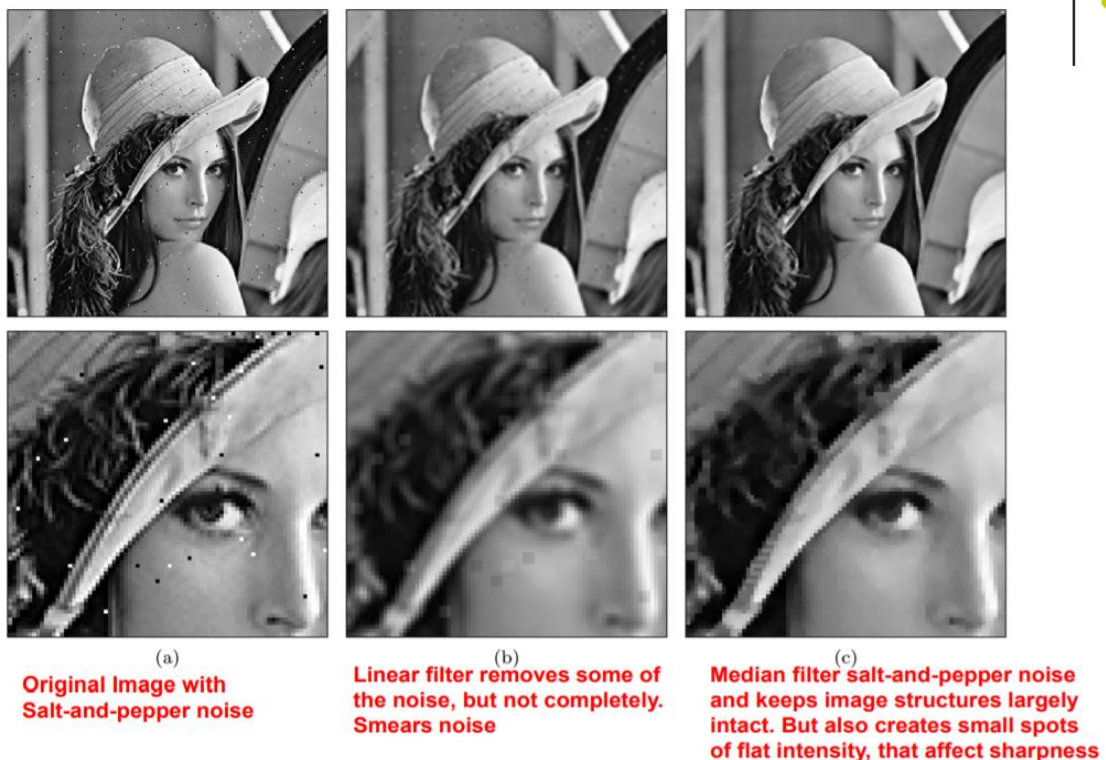 (a)
Original Image with
Salt-and-pepper noise
(b)
Linear filter removes some of
the noise, but not completely.
Smears noise
(c)
Median filter salt-and-pepper noise
and keeps image structures largely
intact. But also creates small spots
of flat intensity, that affect sharpness